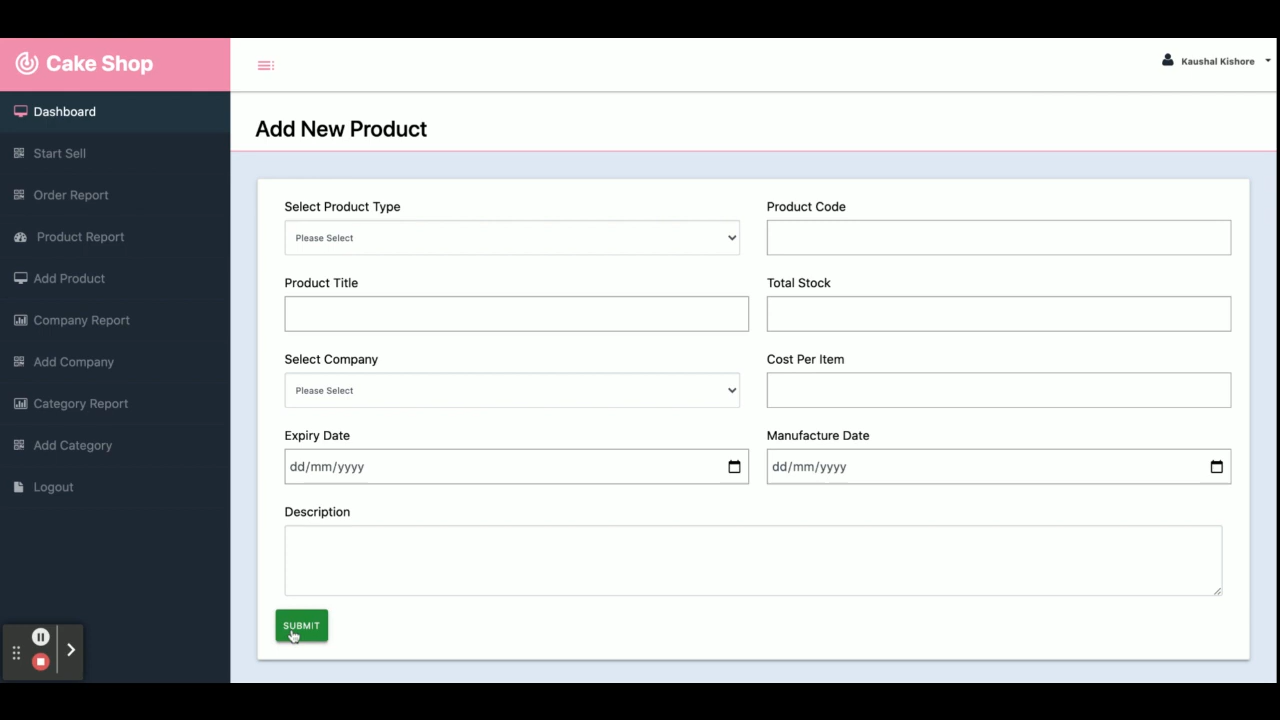 Cake Shop
Kaushal Kishore
Dashboard
Start Sell
Order Report
Product Report
Add Product
Company Report
Add Company
Category Report
Add Category
Logout
Add New Product
Select Product Type
Product Code
Please Select
Product Title
Total Stock
Select Company
Cost Per Item
Please Select
Expiry Date
Manufacture Date
dd/mm/yyyy
dd/mm/yyyy
Description
SUBMIT